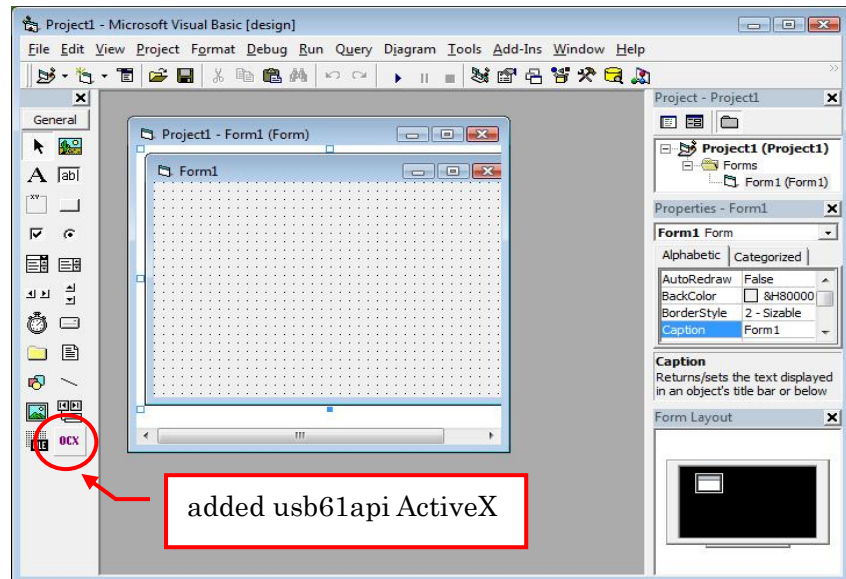 Project1 - Microsoft Visual Basic [design]
File Edit View Project Format Debug Run Query Diagram Tools Add-Ins Window Help
General
A ab|
xv
OCX
Project1 - Form1 (Form)
Form1
added usb61api ActiveX
Project - Project1
Project1 (Project1)
Forms
Form1 (Form1)
Properties - Form1
Form1 Form
Alphabetic Categorized
AutoRedraw False
BackColor &H80000
BorderStyle 2 - Sizable
Caption Form1
Caption
Returns/sets the text displayed
in an object's title bar or below
Form Layout